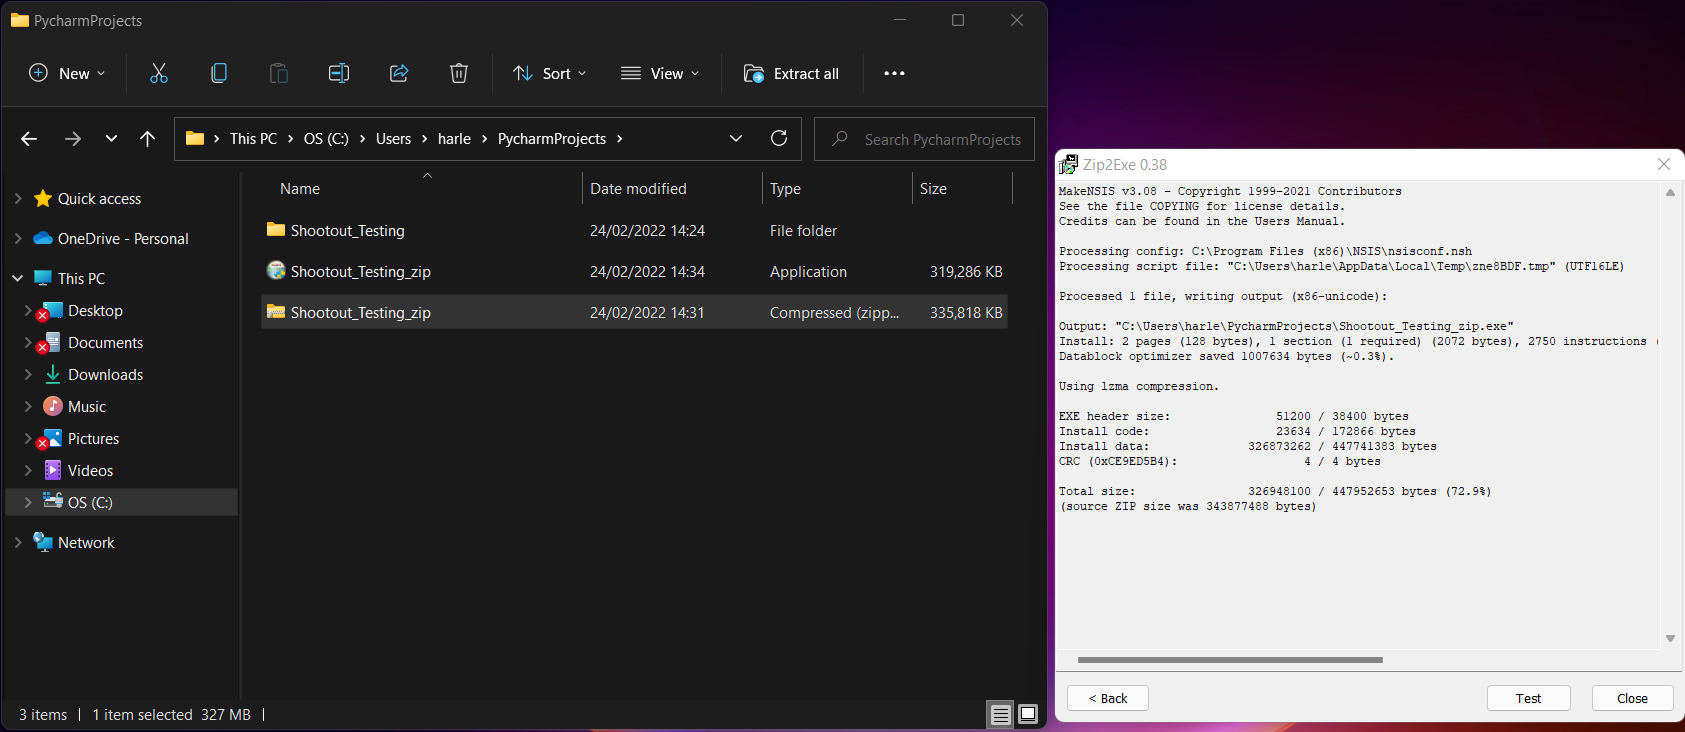 PycharmProjects
New
Sort
View
Extract all
This PC
OS (C:)
Users
harle
PycharmProjects
Search PycharmProjects
Quick access
OneDrive - Personal
This PC
Desktop
Documents
Downloads
Music
Pictures
Videos
OS (C:)
Network
Name Date modified Type Size
Shootout_Testing 24/02/2022 14:24 File folder
Shootout_Testing_zip 24/02/2022 14:34 Application 319,286 KB
Shootout_Testing_zip 24/02/2022 14:31 Compressed (zipp... 335,818 KB
3 items 1 item selected 327 MB
Zip2Exe 0.38
MakeNSIS v3.08 - Copyright 1999-2021 Contributors
See the file COPYING for license details.
Credits can be found in the Users Manual.
Processing config: C:\Program Files (x86)\NSIS\nsisconf.nsh
Processing script file: "C:\Users\harle\AppData\Local\Temp\zne8BDF.tmp" (UTF16LE)
Processed 1 file, writing output (x86-unicode):
Output: "C:\Users\harle\PycharmProjects\Shootout_Testing_zip.exe"
Install: 2 pages (128 bytes), 1 section (1 required) (2072 bytes), 2750 instructions (
Datablock optimizer saved 1007634 bytes (~0.3%).
Using lzma compression.
EXE header size: 51200 / 38400 bytes
Install code: 23634 / 172866 bytes
Install data: 326873262 / 447741383 bytes
CRC (0xCE9ED5B4): 4 / 4 bytes
Total size: 326948100 / 447952653 bytes (72.9%)
(source ZIP size was 343877488 bytes)
< Back
Test
Close